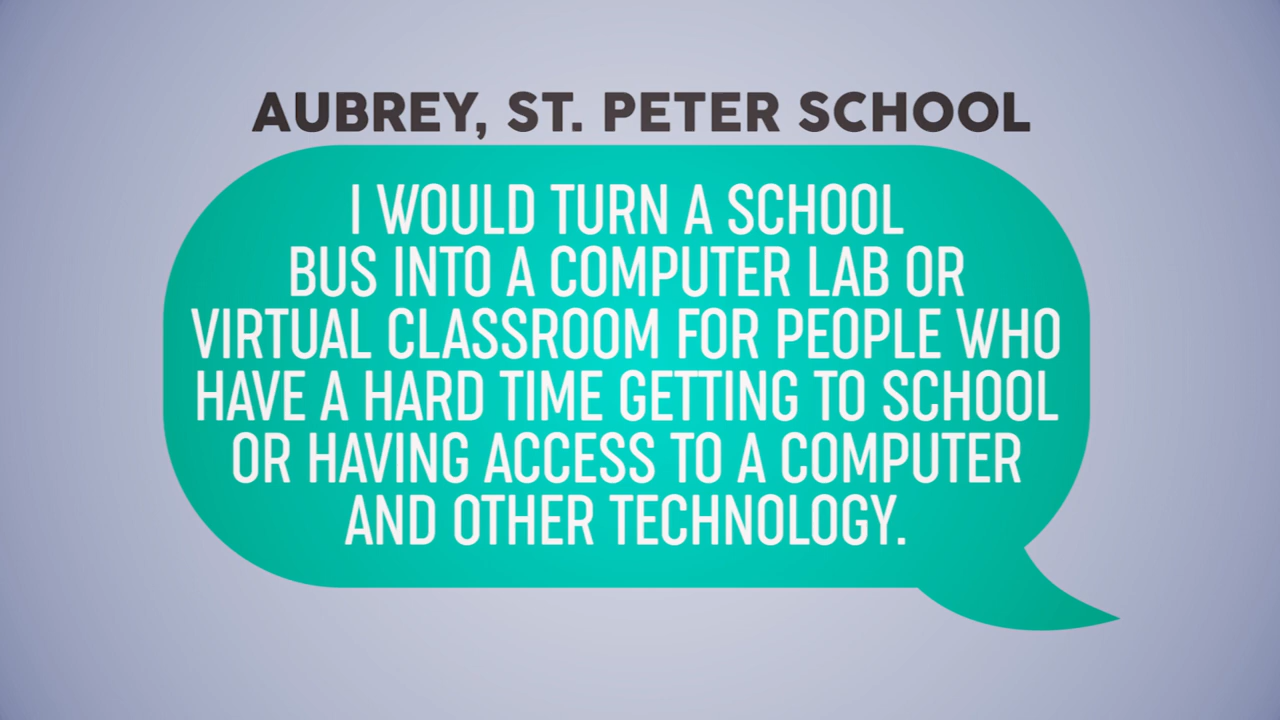 AUBREY, ST. PETER SCHOOL
I WOULD TURN A SCHOOL
BUS INTO A COMPUTER LAB OR
VIRTUAL CLASSROOM FOR PEOPLE WHO
HAVE A HARD TIME GETTING TO SCHOOL
OR HAVING ACCESS TO A COMPUTER
AND OTHER TECHNOLOGY.